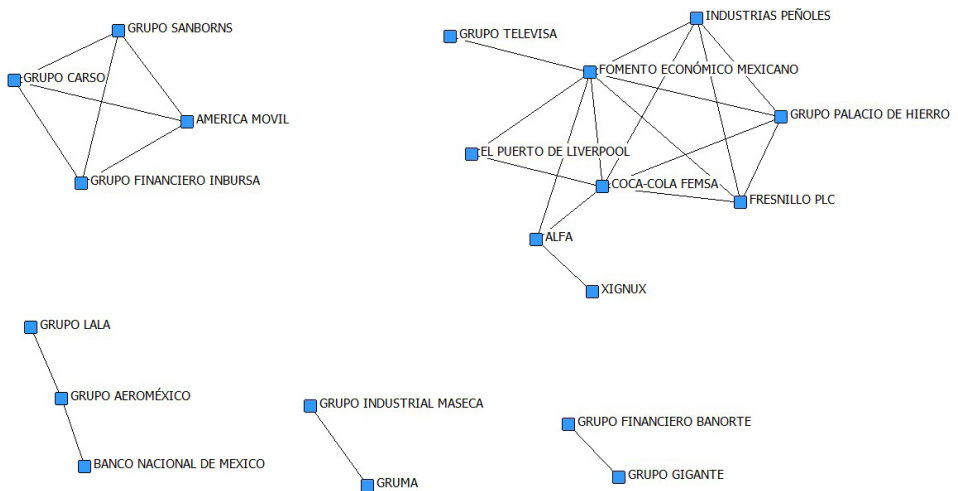 GRUPO SANBORNS
GRUPO CARSO
AMERICA MOVIL
GRUPO FINANCIERO INBURSA
INDUSTRIAS PEÑOLES
GRUPO TELEVISA
FOMENTO ECONÓMICO MEXICANO
GRUPO PALACIO DE HIERRO
EL PUERTO DE LIVERPOOL
COCA-COLA FEMSA
FRESNILLO PLC
ALFA
XIGNUX
GRUPO LALA
GRUPO AEROMÉXICO
BANCO NACIONAL DE MEXICO
GRUPO INDUSTRIAL MASECA
GRUMA
GRUPO FINANCIERO BANORTE
GRUPO GIGANTE